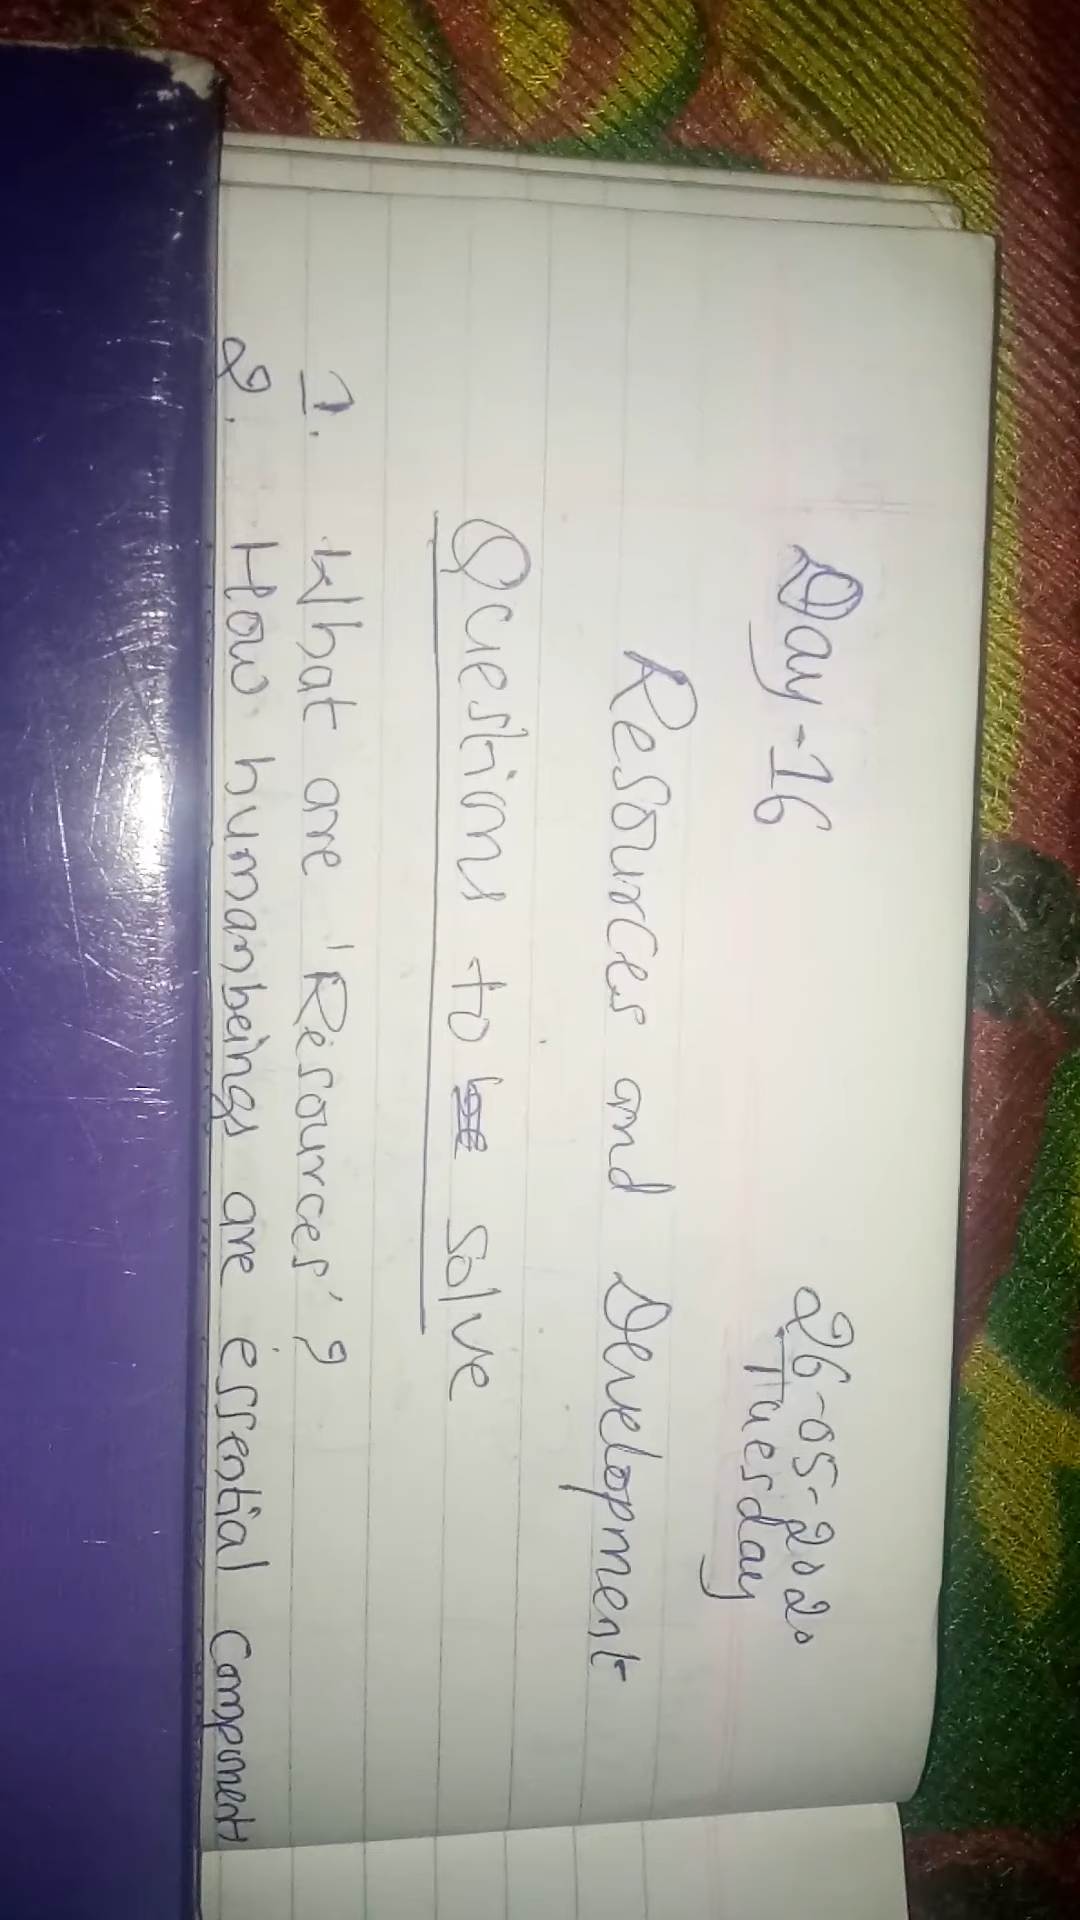 Day-16 26-05-2020
Tuesday
Resources and Development
Questions to solve
1. What are 'Resources'?
2. How humanbeings are essential component